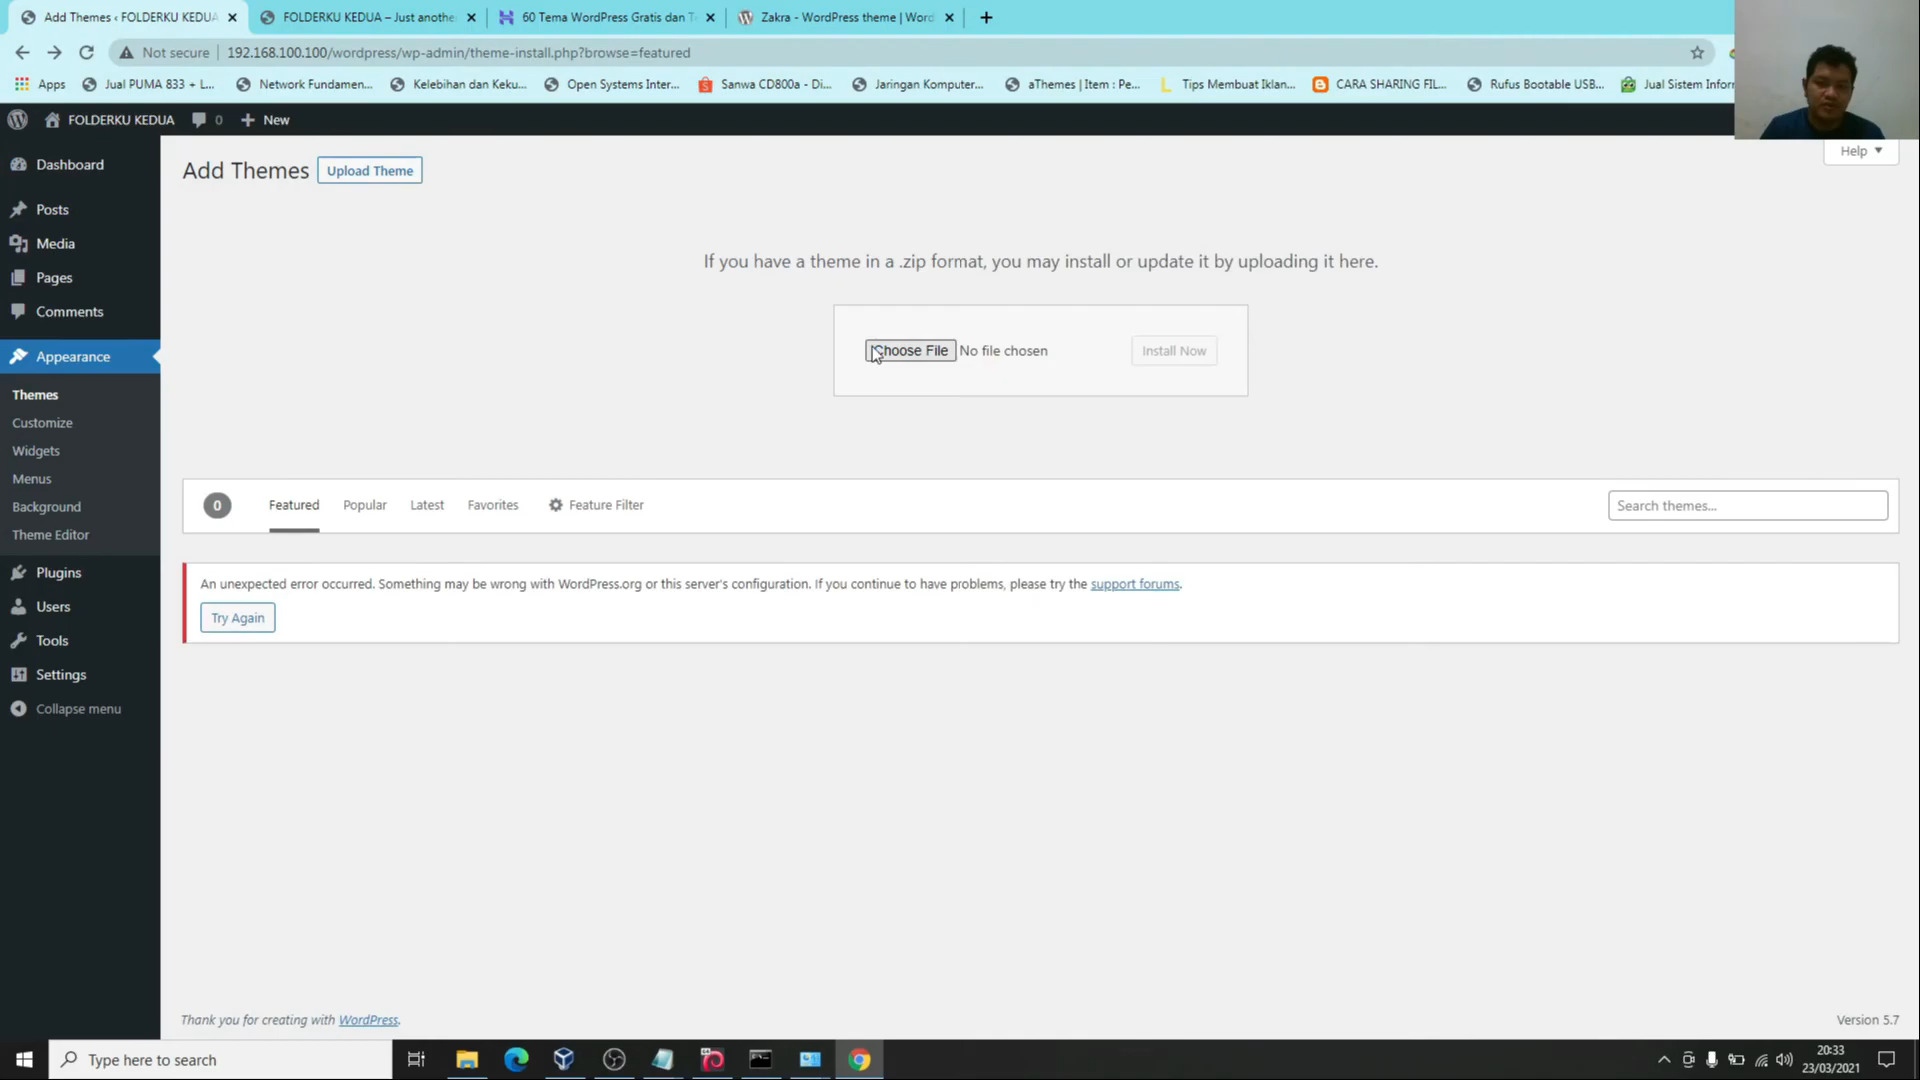 Add Themes ‹ FOLDERKU KEDUA
FOLDERKU KEDUA – Just anothe
60 Tema WordPress Gratis dan T
Zakra - WordPress theme | Word
Not secure
192.168.100.100/wordpress/wp-admin/theme-install.php?browse=featured
Apps
Jual PUMA 833 + L...
Network Fundamen...
Kelebihan dan Keku...
Open Systems Inter...
Sanwa CD800a - Di...
Jaringan Komputer...
aThemes | Item : Pe...
Tips Membuat Iklan...
CARA SHARING FIL...
Rufus Bootable USB...
Jual Sistem Infor
FOLDERKU KEDUA
0
New
Help
Dashboard
Posts
Media
Pages
Comments
Appearance
Themes
Customize
Widgets
Menus
Background
Theme Editor
Plugins
Users
Tools
Settings
Collapse menu
Add Themes
Upload Theme
If you have a theme in a .zip format, you may install or update it by uploading it here.
Choose File
No file chosen
Install Now
0
Featured
Popular
Latest
Favorites
Feature Filter
Search themes...
An unexpected error occurred. Something may be wrong with WordPress.org or this server's configuration. If you continue to have problems, please try the support forums.
Try Again
Thank you for creating with WordPress.
Version 5.7
Type here to search
20:33
23/03/2021